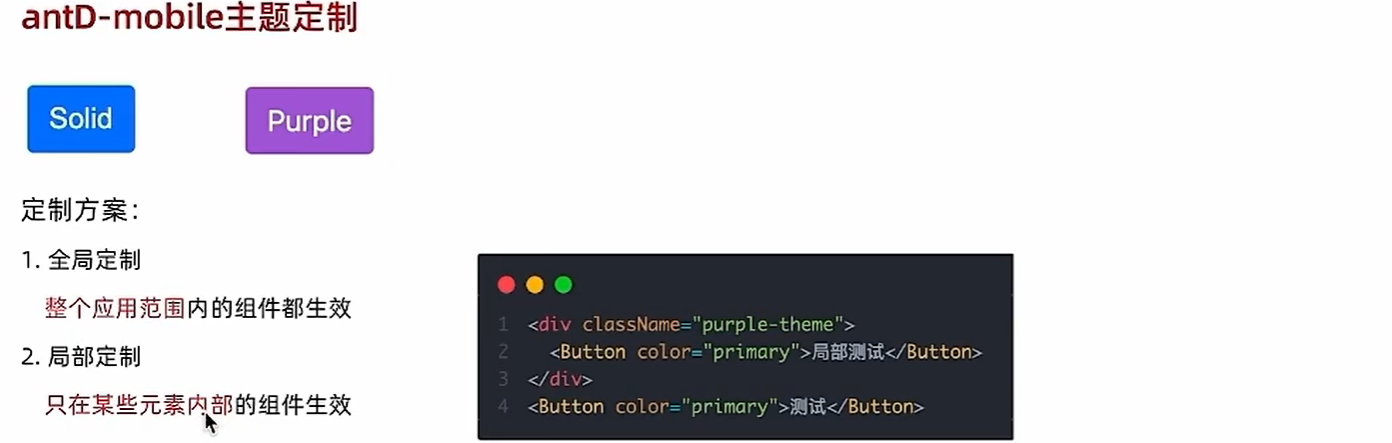 antD-mobile主题定制
Solid
Purple
定制方案：
1. 全局定制
整个应用范围内的组件都生效
2. 局部定制
只在某些元素内部的组件生效
1 <div className="purple-theme">
2 <Button color="primary">局部测试</Button>
3 </div>
4 <Button color="primary">测试</Button>